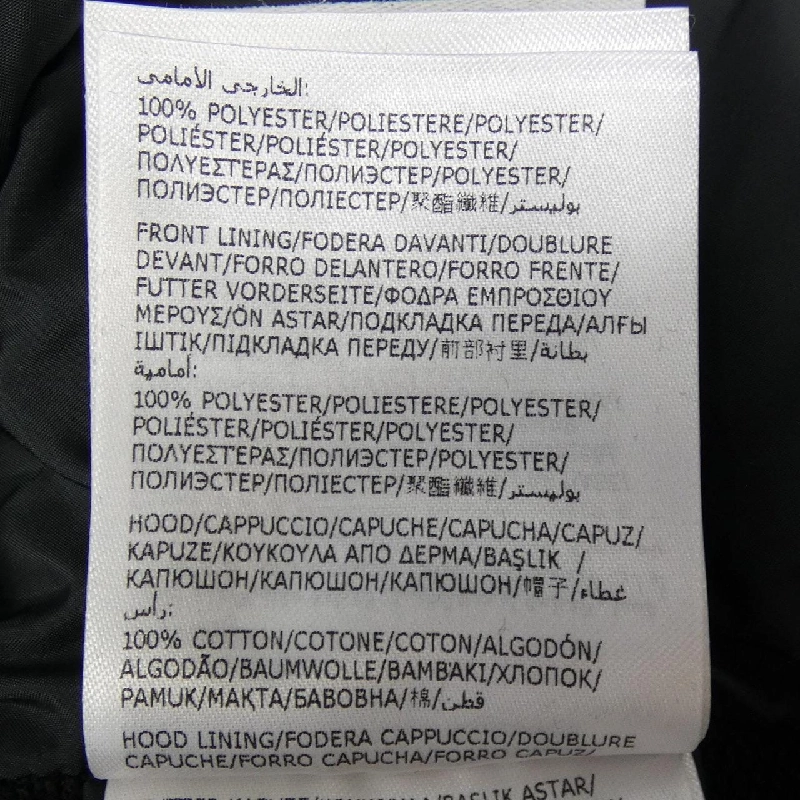 الخارجي الأمامي:
100% POLYESTER/POLIESTERE/POLYESTER/
POLIÉSTER/POLIÉSTER/POLYESTER/
ΠΟΛΥΕΣΤΕΡΑΣ/ПОЛИЭСТЕР/POLYESTER/
ПОЛИЭСТЕР/ПОЛІЕСТЕР/聚酯纖維/بوليستر
FRONT LINING/FODERA DAVANTI/DOUBLURE
DEVANT/FORRO DELANTERO/FORRO FRENTE/
FUTTER VORDERSEITE/ΦΟΔΡΑ ΕΜΠΡΟΣΘΙΟΥ
ΜΕΡΟΥΣ/ÖN ASTAR/ПОДКЛАДКА ПЕРЕДА/АЛҒЫ
ІШТІК/ПІДКЛАДКА ПЕРЕДУ/前部衬里/بطانة
أمامية:
100% POLYESTER/POLIESTERE/POLYESTER/
POLIÉSTER/POLIÉSTER/POLYESTER/
ΠΟΛΥΕΣΤΕΡΑΣ/ПОЛИЭСТЕР/POLYESTER/
ПОЛИЭСТЕР/ПОЛІЕСТЕР/聚酯纖維/بوليستر
HOOD/CAPPUCCIO/CAPUCHE/CAPUCHA/CAPUZ/
KAPUZE/ΚΟΥΚΟΥΛΑ ΑΠΟ ΔΕΡΜΑ/BAŞLIK /
КАПЮШОН/КАПЮШОН/КАПЮШОН/帽子/غطاء
رأس:
100% COTTON/COTONE/COTON/ALGODÓN/
ALGODÃO/BAUMWOLLE/ΒΑΜΒΆΚΙ/ХЛОПОК/
PAMUK/МАҚТА/БАВОВНА/棉/قطن
HOOD LINING/FODERA CAPPUCCIO/DOUBLURE
CAPUCHE/FORRO CAPUCHA/FORRO CAPUZ/
/BAŞLIK ASTAR/